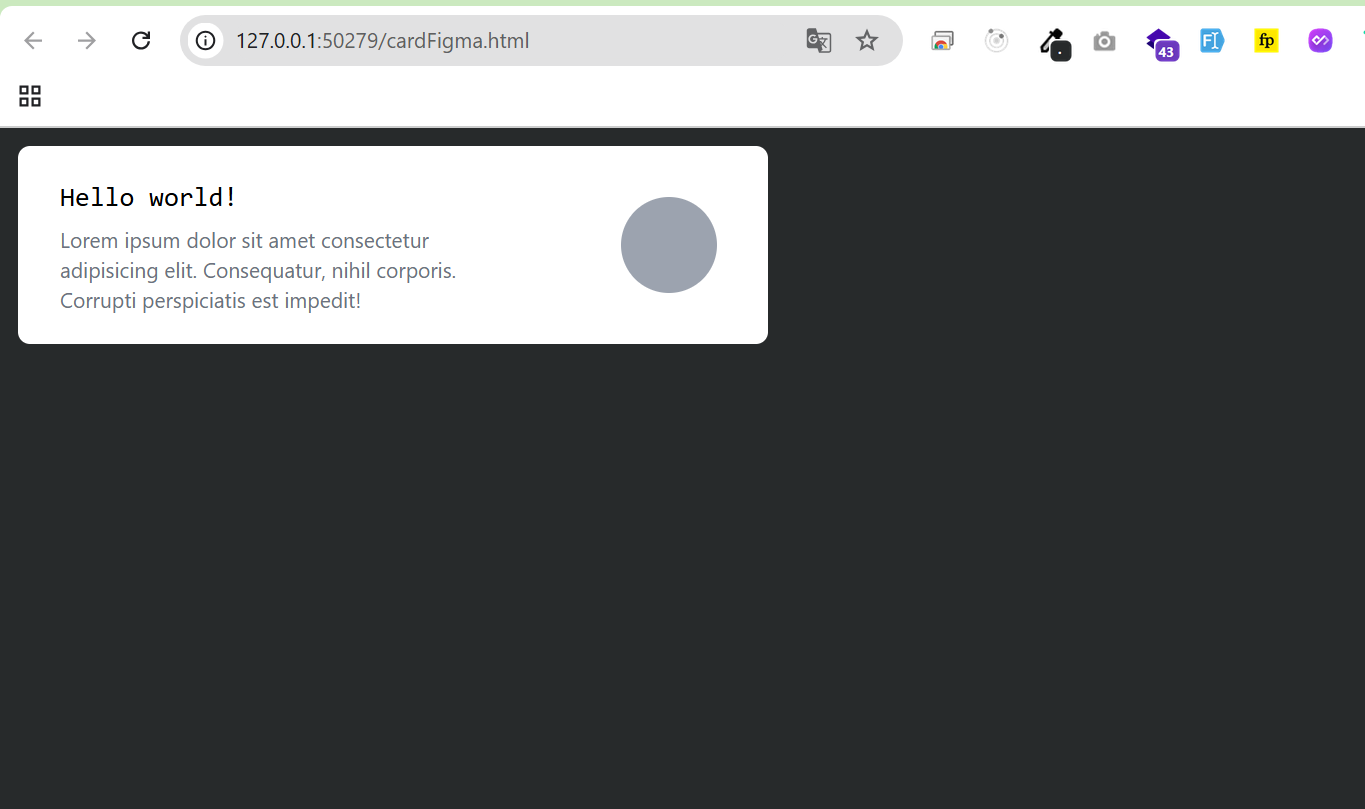 127.0.0.1:50279/cardFigma.html
43
F
fp
Hello world!
Lorem ipsum dolor sit amet consectetur
adipisicing elit. Consequatur, nihil corporis.
Corrupti perspiciatis est impedit!